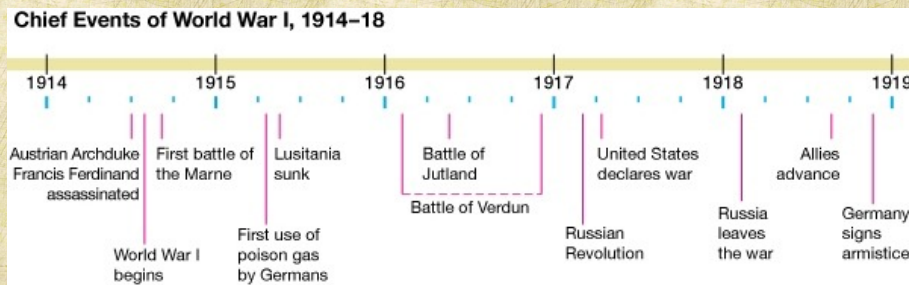 Chief Events of World War I, 1914–18
1914
1915
1916
1917
1918
1919
Austrian Archduke
Francis Ferdinand
assassinated
World War I
begins
First battle of
the Marne
First use of
poison gas
by Germans
Lusitania
sunk
Battle of
Jutland
Battle of Verdun
Russian
Revolution
United States
declares war
Russia
leaves
the war
Allies
advance
Germany
signs
armistice